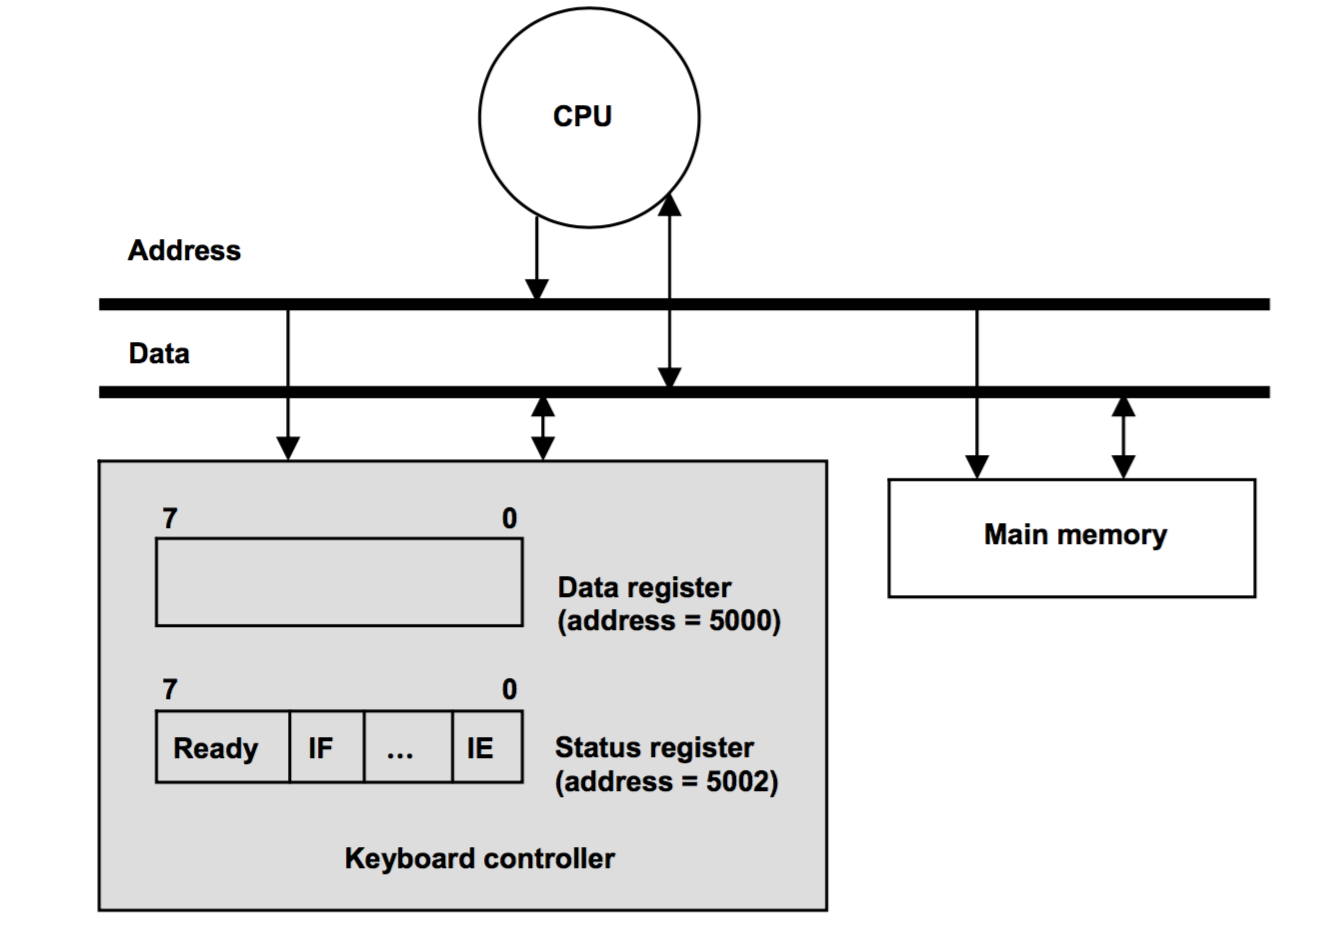 CPU
Address
Data
7 0
Data register
(address = 5000)
Main memory
7 0
Ready IF ... IE
Status register
(address = 5002)
Keyboard controller